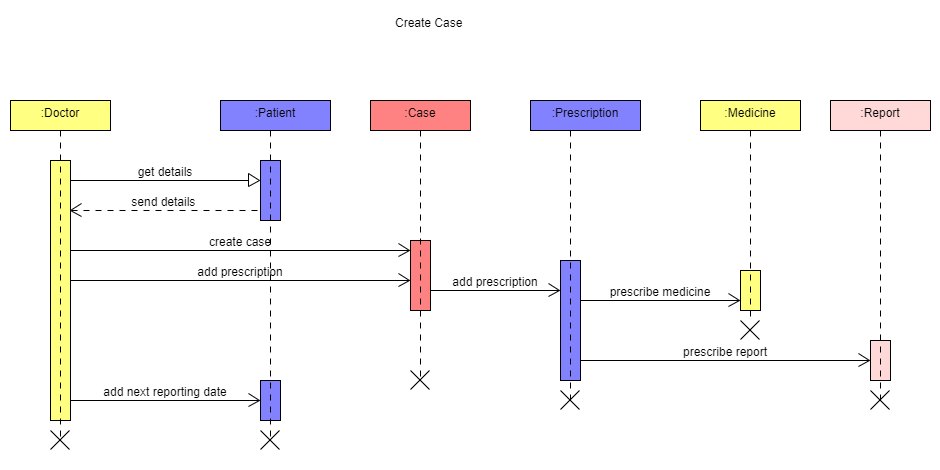 Create Case
:Doctor
:Patient
:Case
:Prescription
:Medicine
:Report
get details
send details
create case
add prescription
add prescription
prescribe medicine
prescribe report
add next reporting date